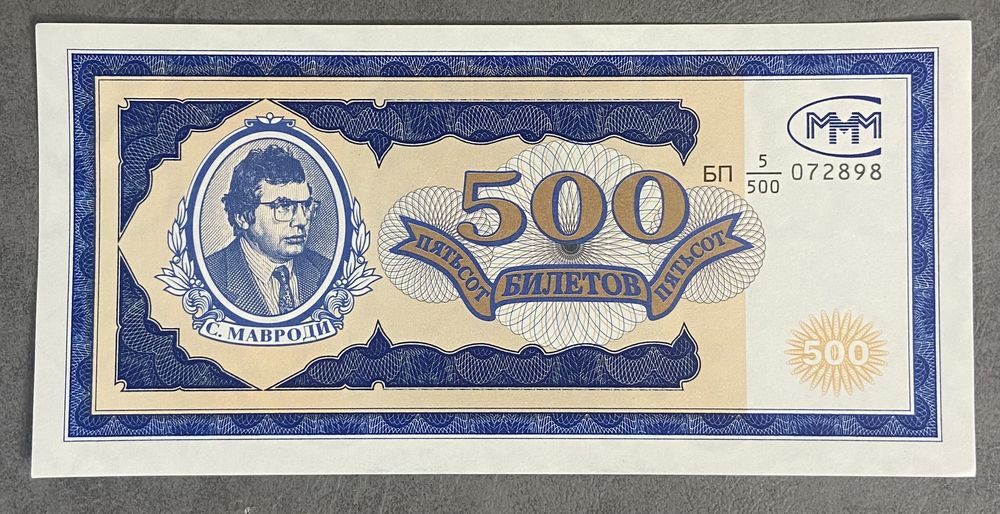 МММ
БП 5/500 072898
500
ПЯТЬСОТ БИЛЕТОВ ПЯТЬСОТ
С. МАВРОДИ
500